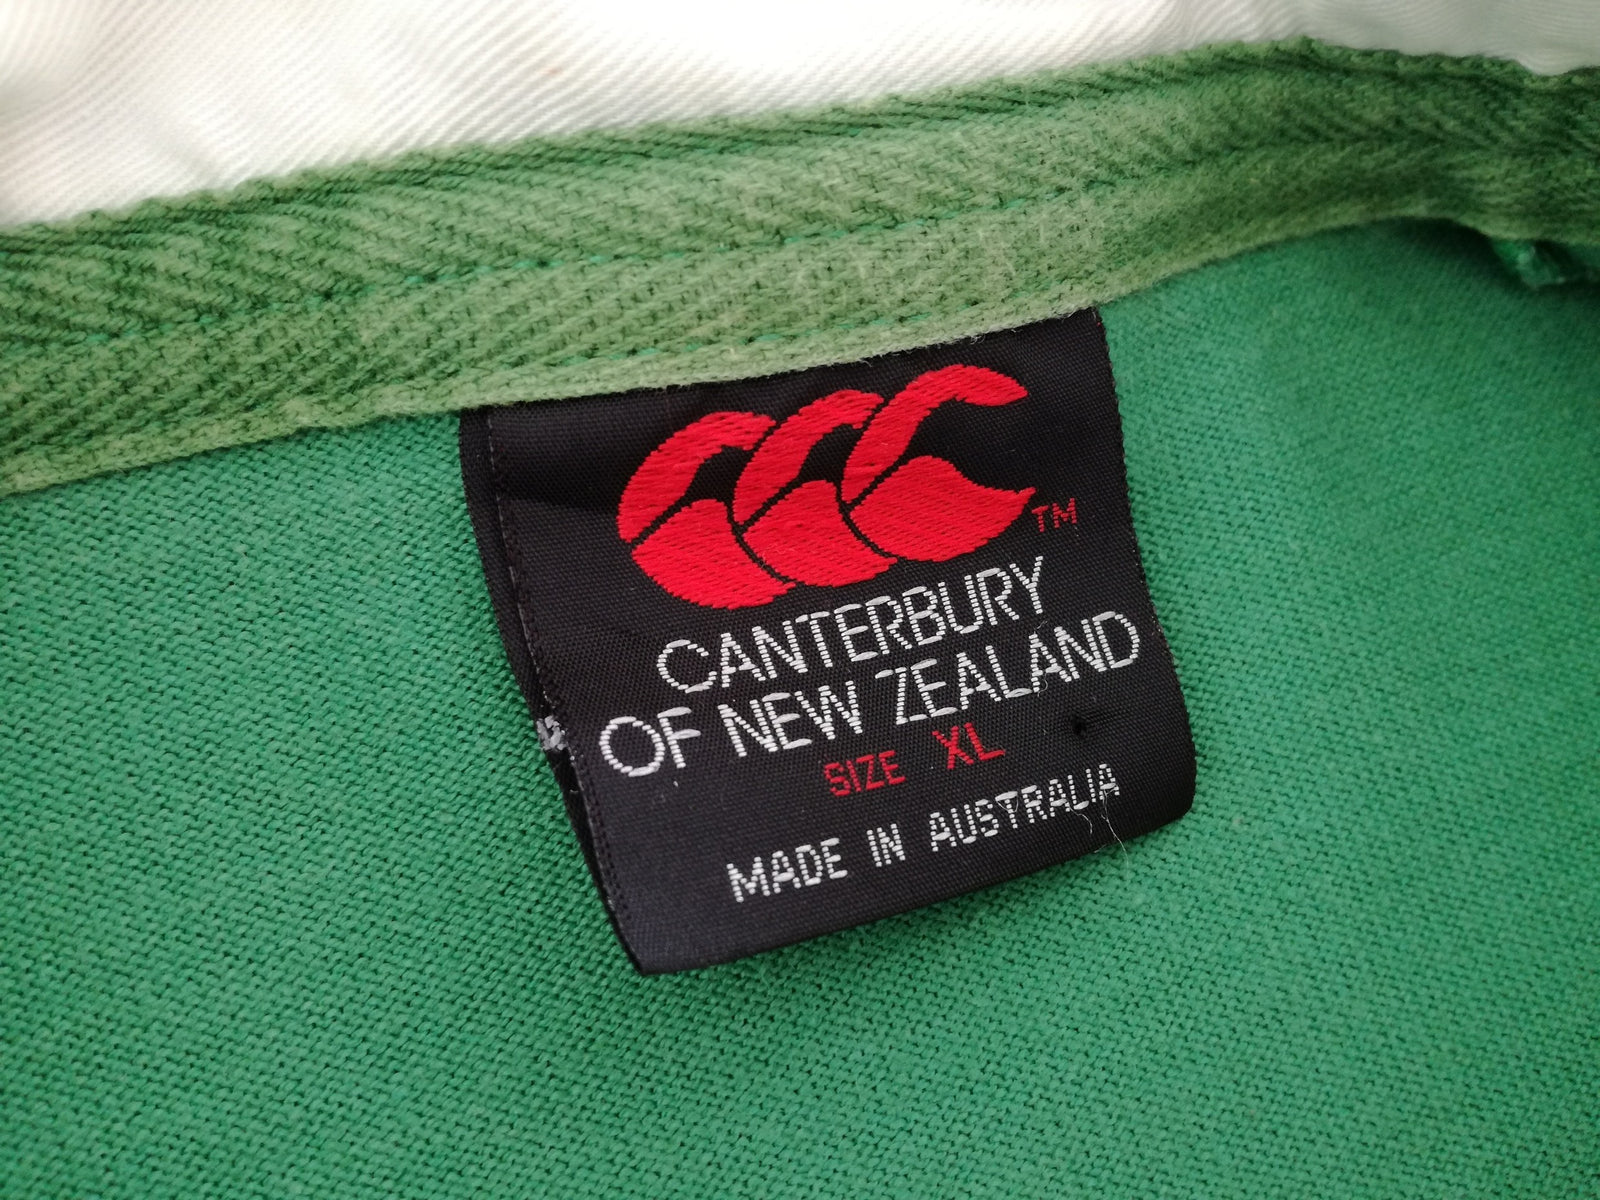 TM
CANTERBURY
OF NEW ZEALAND
SIZE XL
MADE IN AUSTRALIA